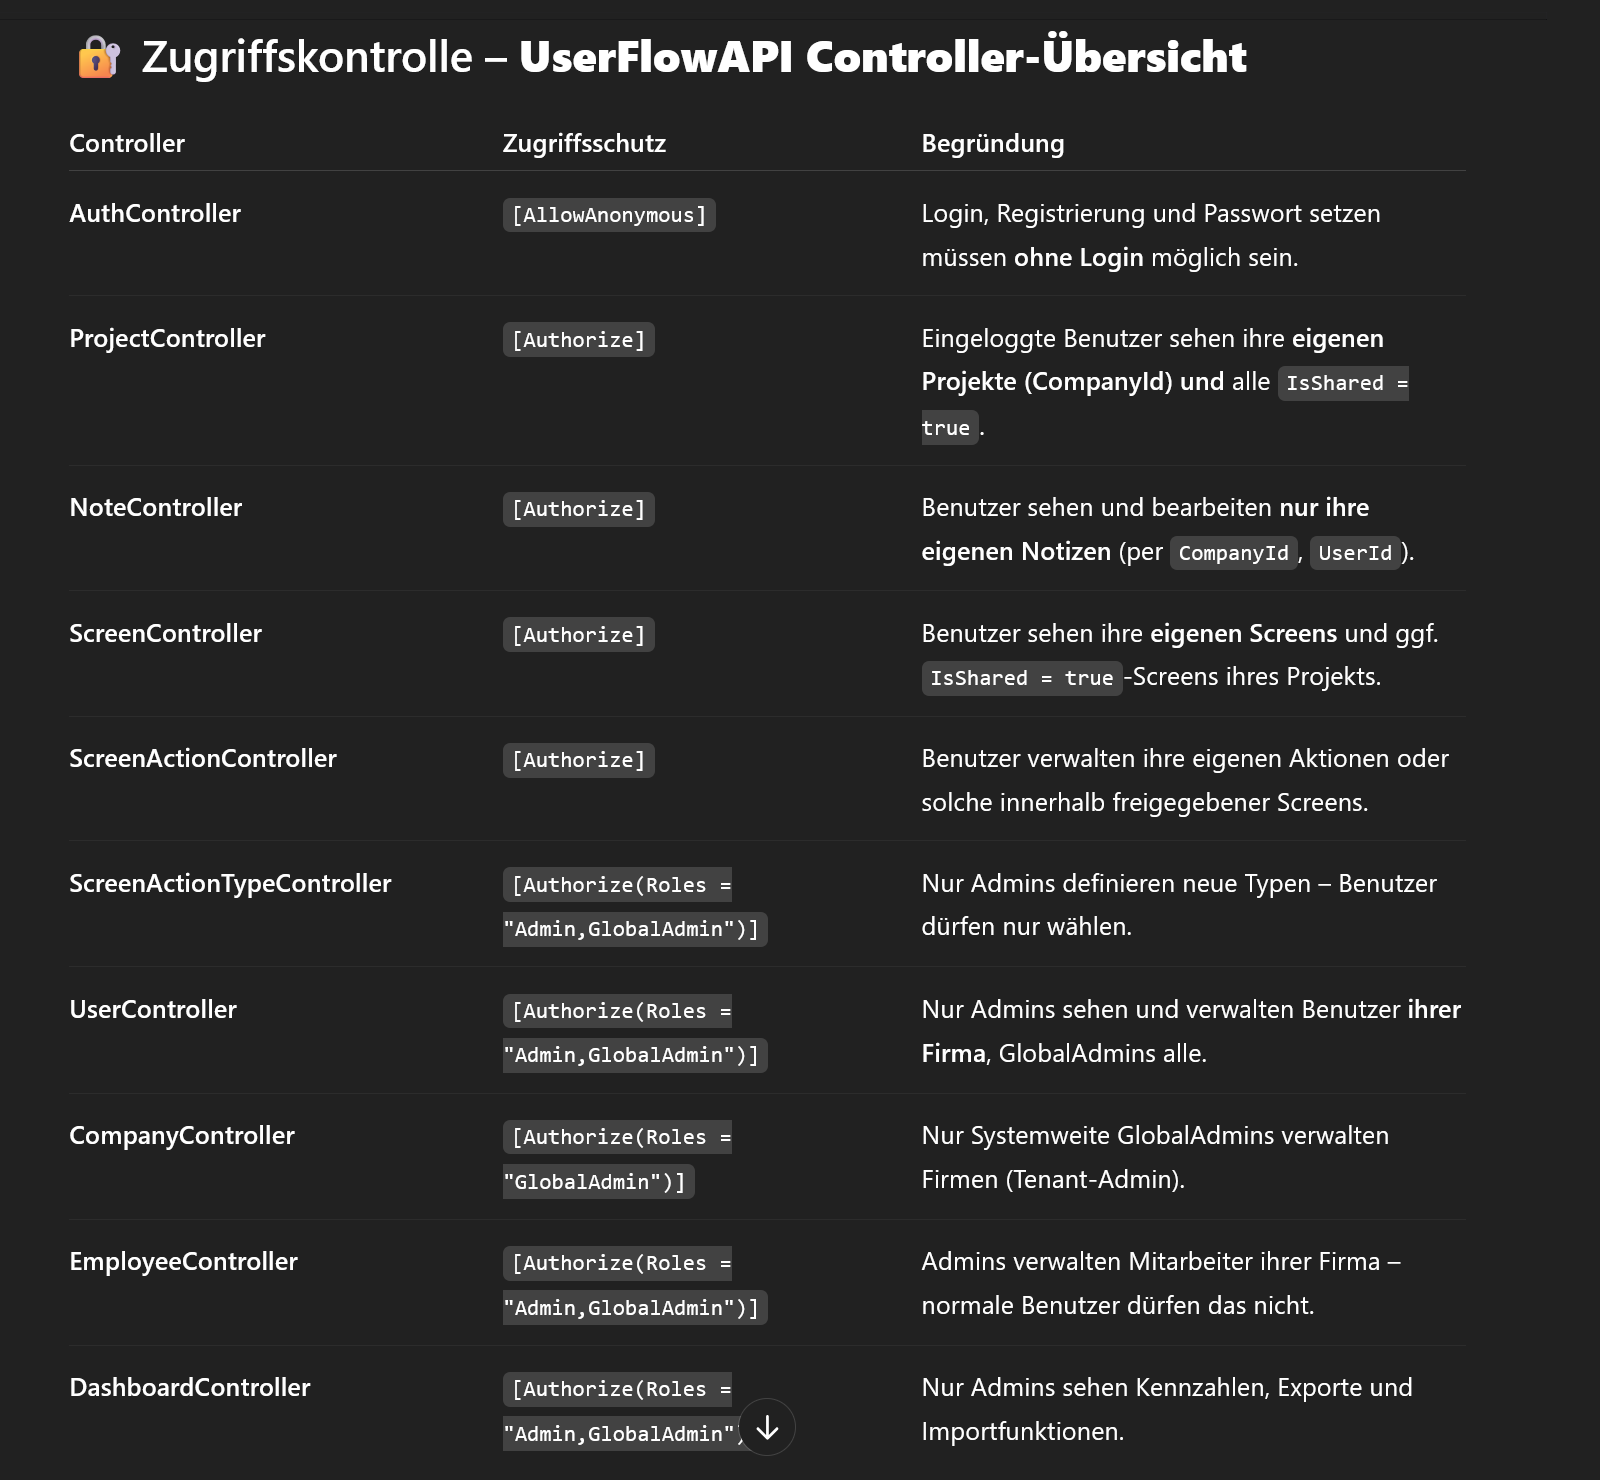 🔐 Zugriffskontrolle – UserFlowAPI Controller-Übersicht
Controller Zugriffsschutz Begründung
AuthController [AllowAnonymous] Login, Registrierung und Passwort setzen
müssen ohne Login möglich sein.
ProjectController [Authorize] Eingeloggte Benutzer sehen ihre eigenen
Projekte (CompanyId) und alle IsShared =
true.
NoteController [Authorize] Benutzer sehen und bearbeiten nur ihre
eigenen Notizen (per CompanyId, UserId).
ScreenController [Authorize] Benutzer sehen ihre eigenen Screens und ggf.
IsShared = true-Screens ihres Projekts.
ScreenActionController [Authorize] Benutzer verwalten ihre eigenen Aktionen oder
solche innerhalb freigegebener Screens.
ScreenActionTypeController [Authorize(Roles = Nur Admins definieren neue Typen – Benutzer
"Admin,GlobalAdmin")] dürfen nur wählen.
UserController [Authorize(Roles = Nur Admins sehen und verwalten Benutzer ihrer
"Admin,GlobalAdmin")] Firma, GlobalAdmins alle.
CompanyController [Authorize(Roles = Nur Systemweite GlobalAdmins verwalten
"GlobalAdmin")] Firmen (Tenant-Admin).
EmployeeController [Authorize(Roles = Admins verwalten Mitarbeiter ihrer Firma –
"Admin,GlobalAdmin")] normale Benutzer dürfen das nicht.
DashboardController [Authorize(Roles = Nur Admins sehen Kennzahlen, Exporte und
"Admin,GlobalAdmin") Importfunktionen.